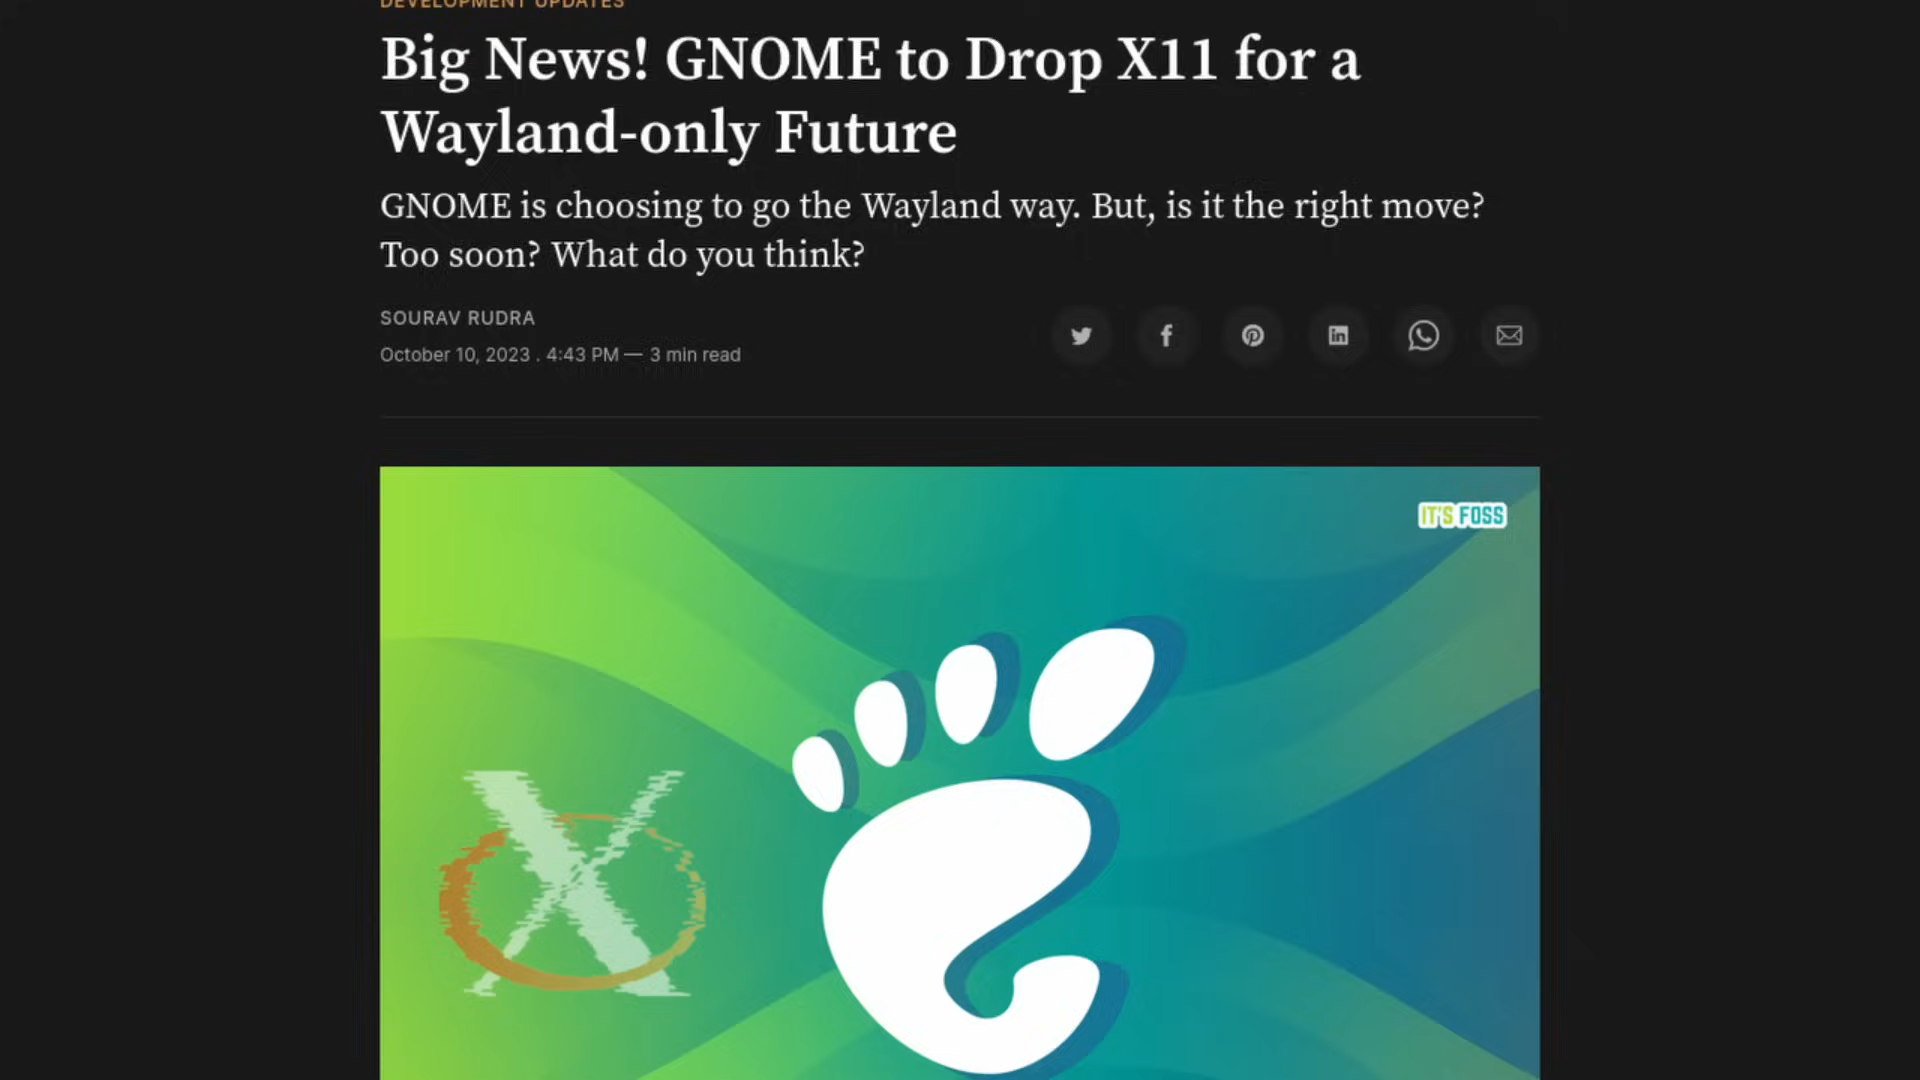 DEVELOPMENT UPDATES
Big News! GNOME to Drop X11 for a
Wayland-only Future
GNOME is choosing to go the Wayland way. But, is it the right move?
Too soon? What do you think?
SOURAV RUDRA
October 10, 2023 . 4:43 PM — 3 min read
IT'S FOSS
X